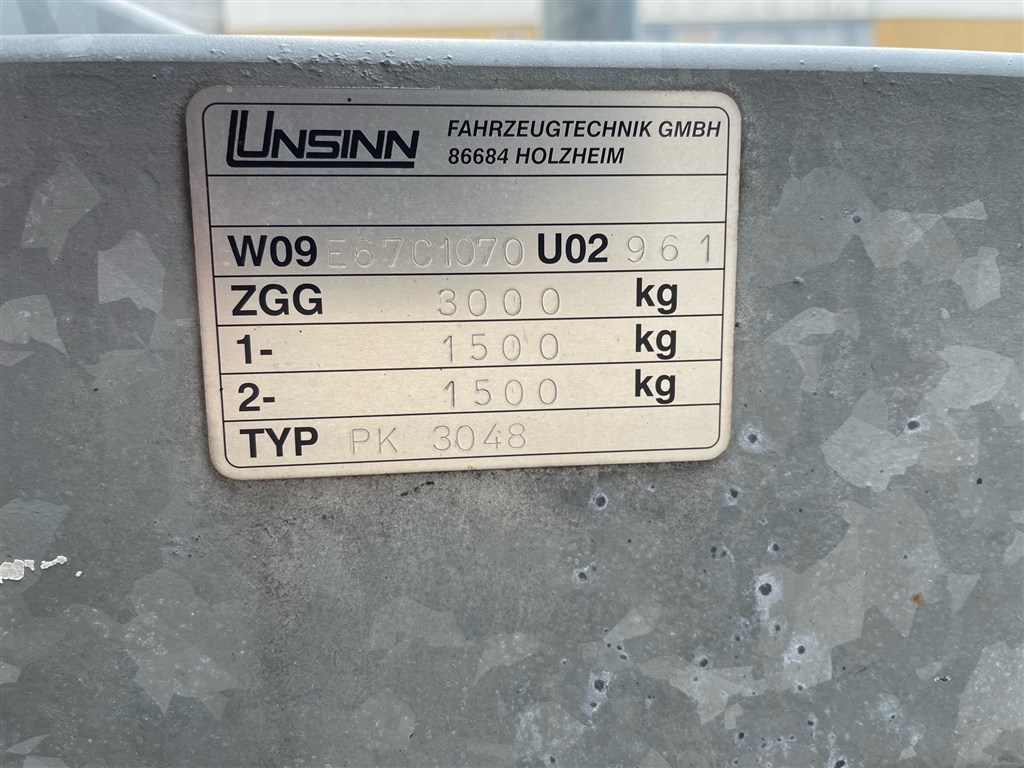 UNSINN FAHRZEUGTECHNIK GMBH
86684 HOLZHEIM
W09 E67C1070 U02 961
ZGG 3000 kg
1- 1500 kg
2- 1500 kg
TYP PK 3048